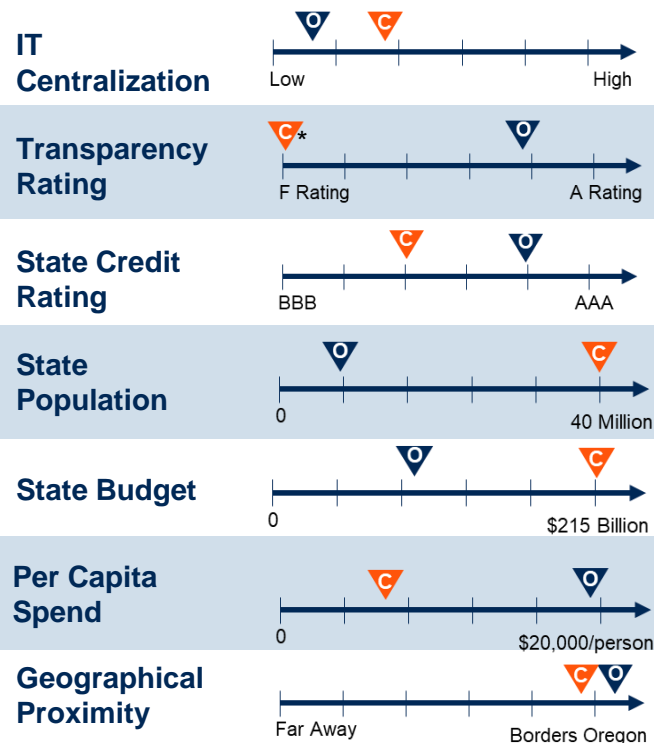 O C
IT
Centralization
Low High
C* O
Transparency
Rating
F Rating A Rating
C O
State Credit
Rating
BBB AAA
O C
State
Population
0 40 Million
O C
State Budget
0 $215 Billion
C O
Per Capita
Spend
0 $20,000/person
C O
Geographical
Proximity
Far Away Borders Oregon